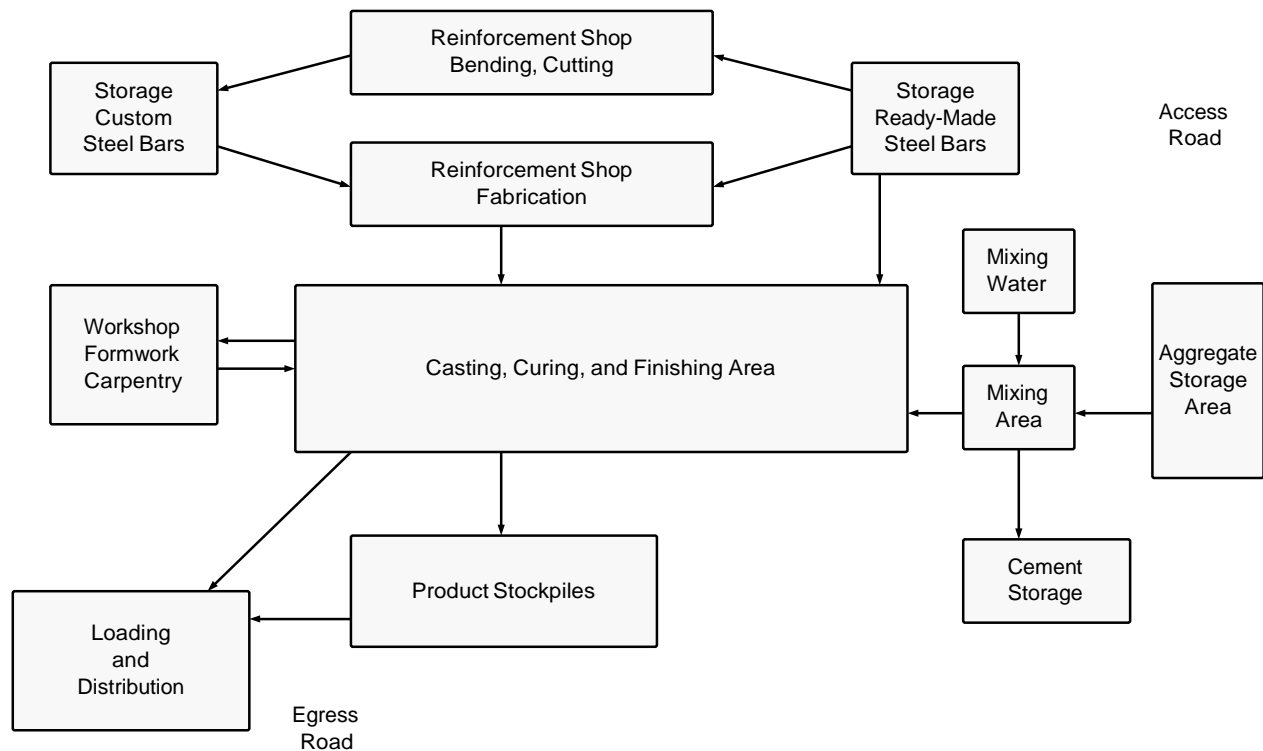 Reinforcement Shop
Bending, Cutting
Storage
Custom
Steel Bars
Storage
Ready-Made
Steel Bars
Access
Road
Reinforcement Shop
Fabrication
Mixing
Water
Workshop
Formwork
Carpentry
Casting, Curing, and Finishing Area
Mixing
Area
Aggregate
Storage
Area
Product Stockpiles
Cement
Storage
Loading
and
Distribution
Egress
Road